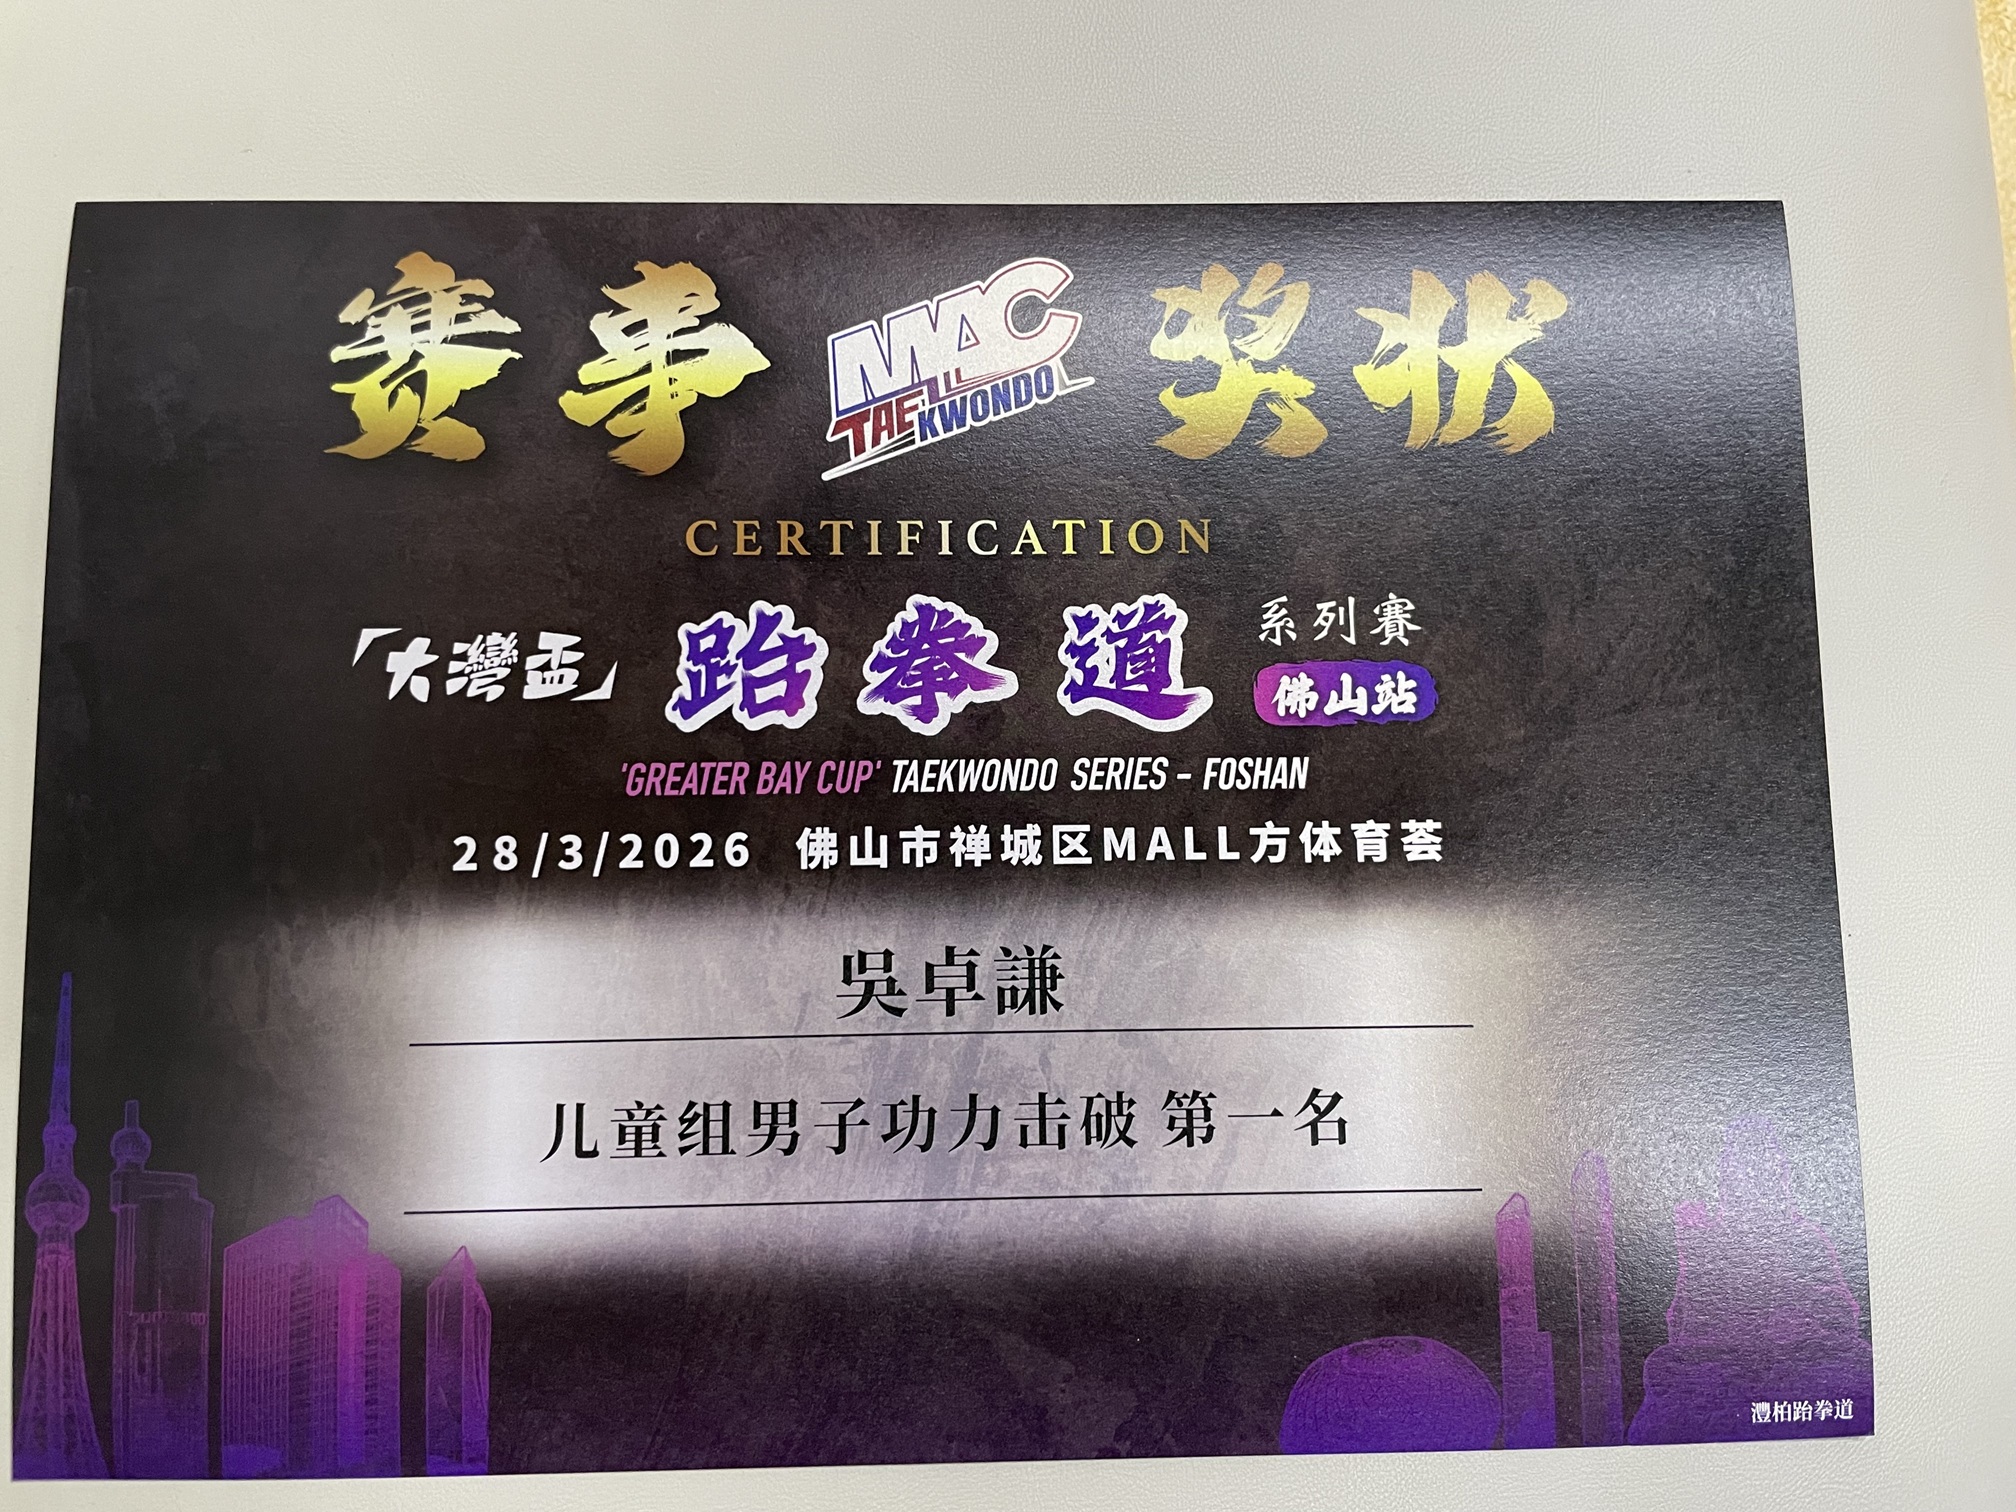 赛事 MAC TAEKWONDO 奖状
CERTIFICATION
「大灣盃」 跆拳道 系列賽
佛山站
'GREATER BAY CUP' TAEKWONDO SERIES - FOSHAN
28/3/2026 佛山市禅城区MALL方体育荟
吳卓謙
儿童组男子功力击破 第一名
灃柏跆拳道